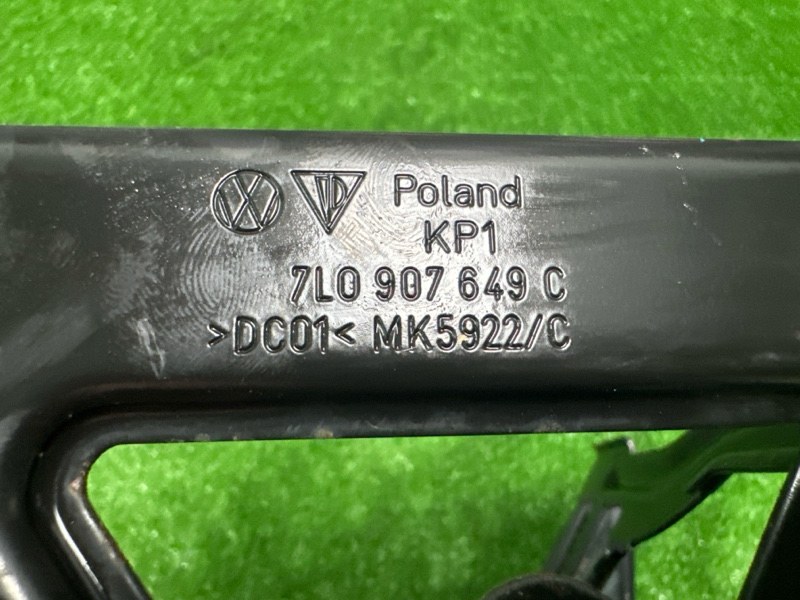 Poland
KP1
7L0 907 649 C
>DC01< MK5922/C